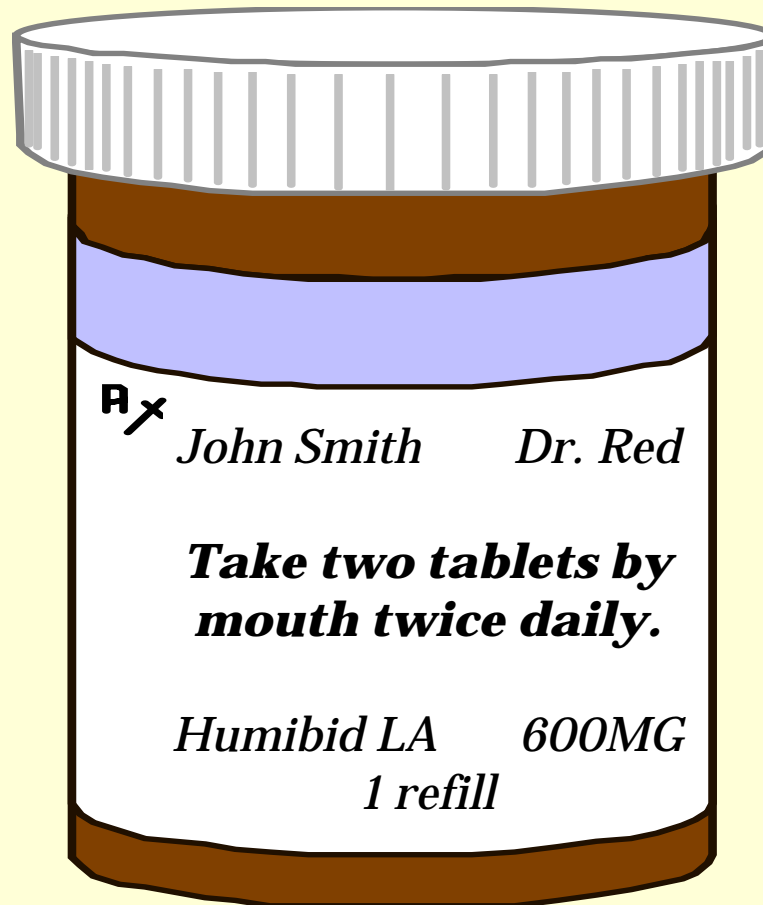 Rx
John Smith Dr. Red
Take two tablets by
mouth twice daily.
Humibid LA 600MG
1 refill